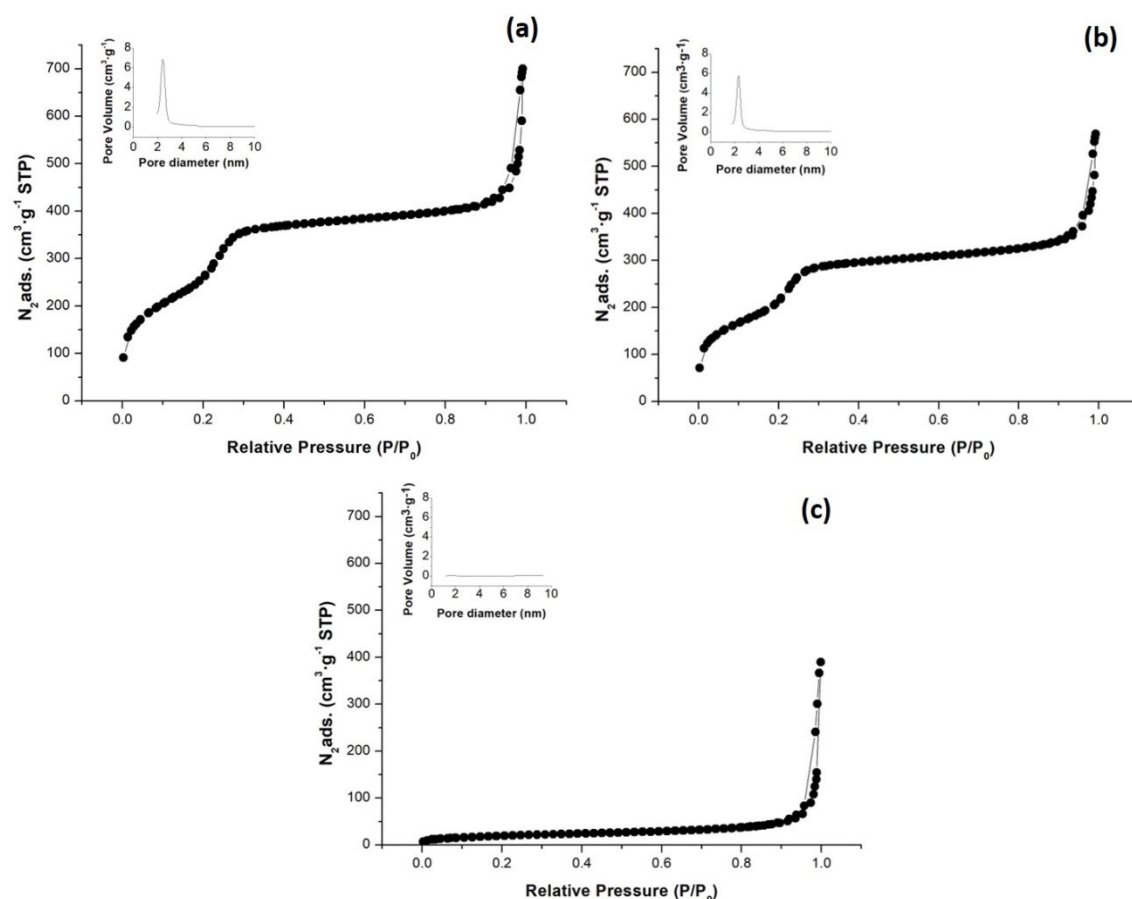 (a)
Pore Volume (cm³·g⁻¹)
8
6
4
2
0
0 2 4 6 8 10
Pore diameter (nm)
N₂ads. (cm³·g⁻¹ STP)
700
600
500
400
300
200
100
0
0.0 0.2 0.4 0.6 0.8 1.0
Relative Pressure (P/P₀)
(b)
Pore Volume (cm3·g-1)
8
6
4
2
0
0 2 4 6 8 10
Pore diameter (nm)
N₂ads. (cm³·g⁻¹ STP)
700
600
500
400
300
200
100
0
0.0 0.2 0.4 0.6 0.8 1.0
Relative Pressure (P/P₀)
(c)
Pore Volume (cm3·g-1)
8
6
4
2
0
0 2 4 6 8 10
Pore diameter (nm)
N₂ads. (cm³·g⁻¹ STP)
700
600
500
400
300
200
100
0
0.0 0.2 0.4 0.6 0.8 1.0
Relative Pressure (P/P₀)